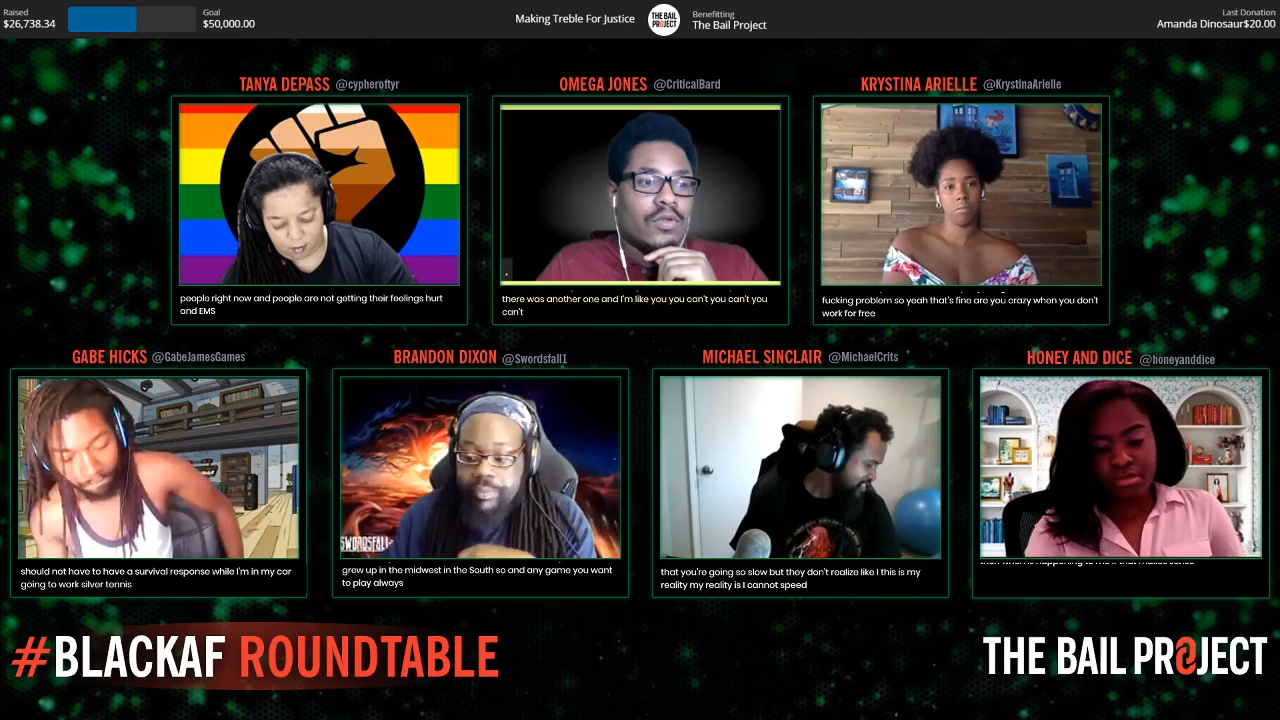 Raised
$26,738.34
Goal
$50,000.00
Making Treble For Justice
THE BAIL
PROJECT
Benefitting
The Bail Project
Last Donation
Amanda Dinosaur$20.00
TANYA DEPASS @cypheroftyr
OMEGA JONES @CriticalBard
KRYSTINA ARIELLE @KrystinaArielle
people right now and people are not getting their feelings hurt
and EMS
there was another one and I'm like you you can't you can't you
can't
fucking problem so yeah that's fine are you crazy when you don't
work for free
GABE HICKS @GabeJamesGames
BRANDON DIXON @Swordsfall1
MICHAEL SINCLAIR @MichaelCrits
HONEY AND DICE @honeyanddice
SWORDSFALL
should not have to have a survival response while I'm in my car
going to work silver tennis
grew up in the midwest in the South so and any game you want
to play always
that you're going so slow but they don't realize like I this is my
reality my reality is I cannot speed
#BLACKAF ROUNDTABLE
THE BAIL PROJECT